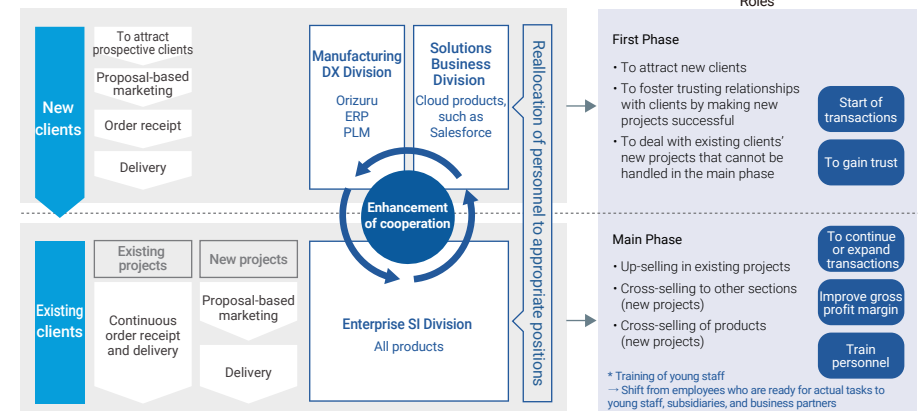 Roles
New
clients
To attract
prospective clients
Proposal-based
marketing
Order receipt
Delivery
Manufacturing
DX Division
Orizuru
ERP
PLM
Solutions
Business
Division
Cloud products,
such as
Salesforce
Enhancement
of cooperation
Reallocation of personnel to appropriate positions
First Phase
• To attract new clients
• To foster trusting relationships
with clients by making new
projects successful
• To deal with existing clients'
new projects that cannot be
handled in the main phase
Start of
transactions
To gain trust
Existing
clients
Existing
projects
Continuous
order receipt
and delivery
New projects
Proposal-based
marketing
Delivery
Enterprise SI Division
All products
Main Phase
• Up-selling in existing projects
• Cross-selling to other sections
(new projects)
• Cross-selling of products
(new projects)
To continue
or expand
transactions
Improve gross
profit margin
Train
personnel
* Training of young staff
→ Shift from employees who are ready for actual tasks to
young staff, subsidiaries, and business partners